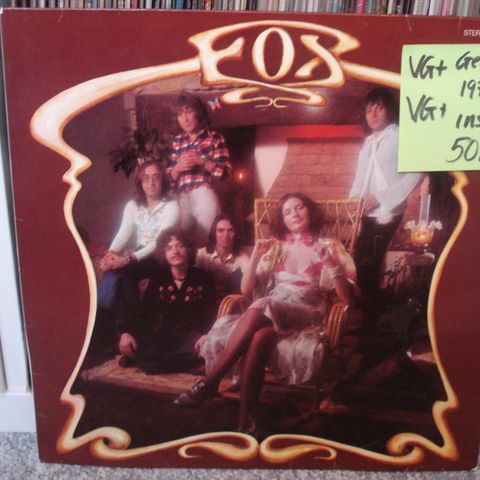 FOX
STER
VG+ Ge
197
VG+ ins
50